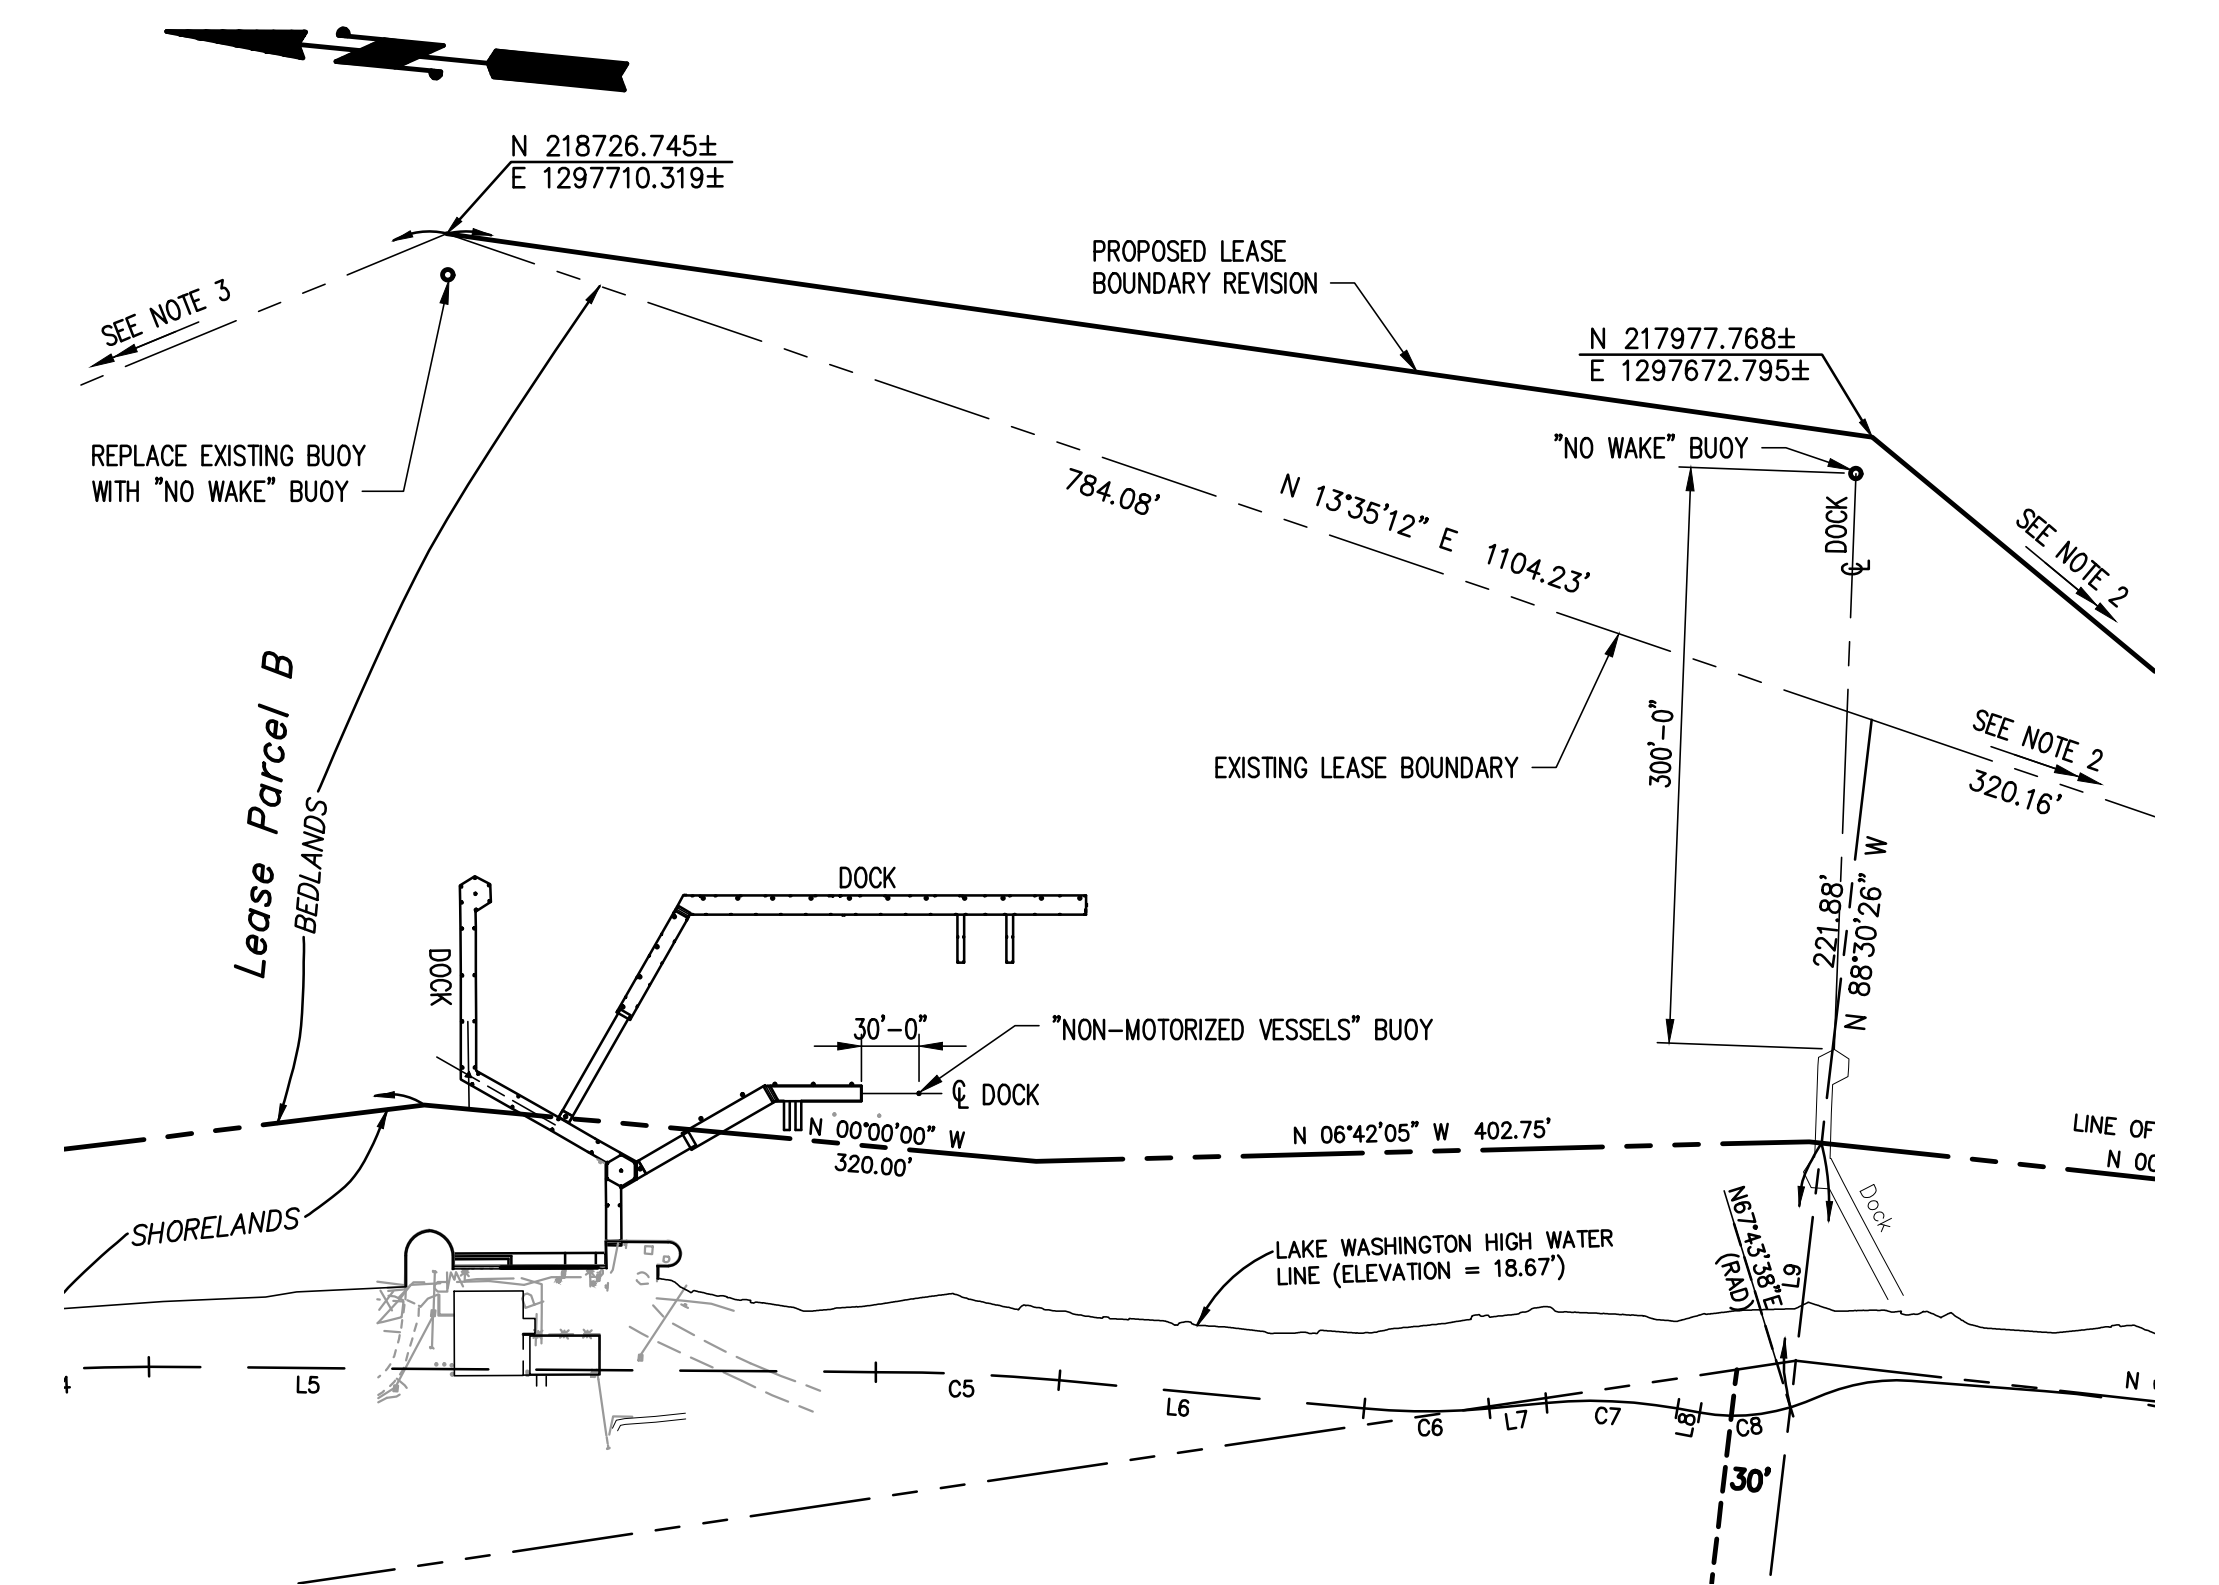 N 218726.745±
E 1297710.319±
PROPOSED LEASE
BOUNDARY REVISION
SEE NOTE 3
N 217977.768±
E 1297672.795±
REPLACE EXISTING BUOY
WITH "NO WAKE" BUOY
"NO WAKE" BUOY
784.08'
N 13°35'12" E 1104.23'
DOCK
℄
SEE NOTE 2
Lease Parcel B
BEDLANDS
300'-0"
EXISTING LEASE BOUNDARY
SEE NOTE 2
320.16'
221.88'
N 88°30'26" W
DOCK
DOCK
30'-0"
"NON-MOTORIZED VESSELS" BUOY
℄ DOCK
N 00°00'00" W
320.00'
N 06°42'05" W 402.75'
LINE OF
N 00
SHORELANDS
Dock
N67°43'38"E
(RAD)
L9
LAKE WASHINGTON HIGH WATER
LINE (ELEVATION = 18.67')
L5
C5
L6
C6
L7
C7
L8
C8
N
30'